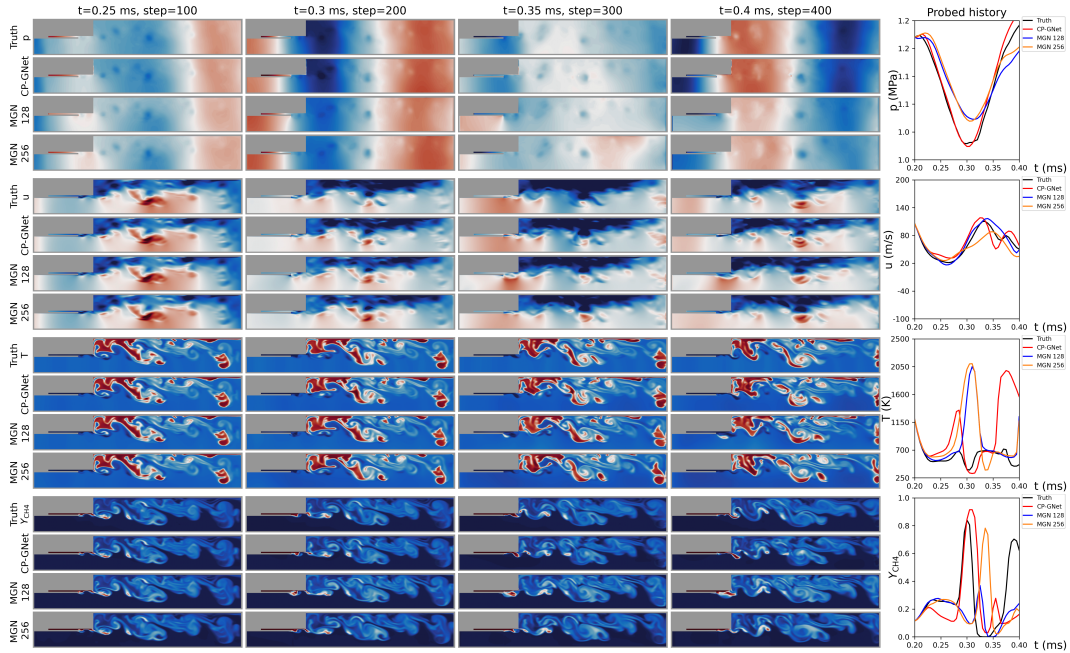 t=0.25 ms, step=100
t=0.3 ms, step=200
t=0.35 ms, step=300
t=0.4 ms, step=400
Probed history
Truth
p
CP-GNet
MGN
128
MGN
256
1.2
1.2
1.1
1.1
1.0
1.0
p (MPa)
0.20
0.25
0.30
0.35
0.40
t (ms)
Truth
CP-GNet
MGN 128
MGN 256
Truth
u
CP-GNet
MGN
128
MGN
256
200
140
80
20
-40
-100
u (m/s)
0.20
0.25
0.30
0.35
0.40
t (ms)
Truth
CP-GNet
MGN 128
MGN 256
Truth
T
CP-GNet
MGN
128
MGN
256
2500
2050
1600
1150
700
250
T (K)
0.20
0.25
0.30
0.35
0.40
t (ms)
Truth
CP-GNet
MGN 128
MGN 256
Truth
Y_CH4
CP-GNet
MGN
128
MGN
256
1.0
0.8
0.6
0.4
0.2
0.0
Y_CH4
0.20
0.25
0.30
0.35
0.40
t (ms)
Truth
CP-GNet
MGN 128
MGN 256